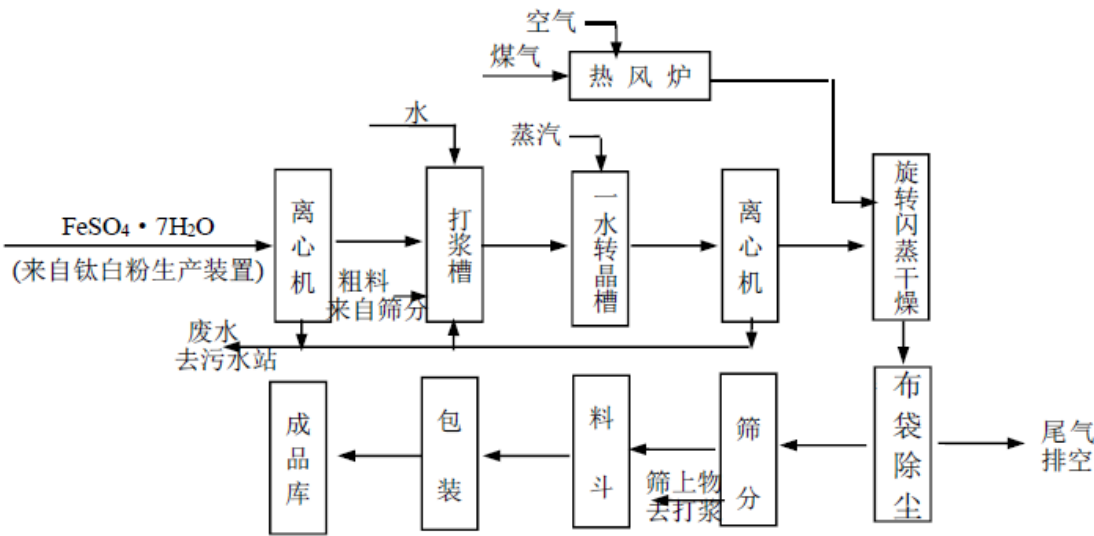 空气
煤气
热风炉
水
蒸汽
FeSO₄·7H₂O
(来自钛白粉生产装置)
离心机
打浆槽
一水转晶槽
离心机
旋转闪蒸干燥
粗料
来自筛分
废水
去污水站
成品库
包装
料斗
筛分
筛上物
去打浆
布袋除尘
尾气
排空